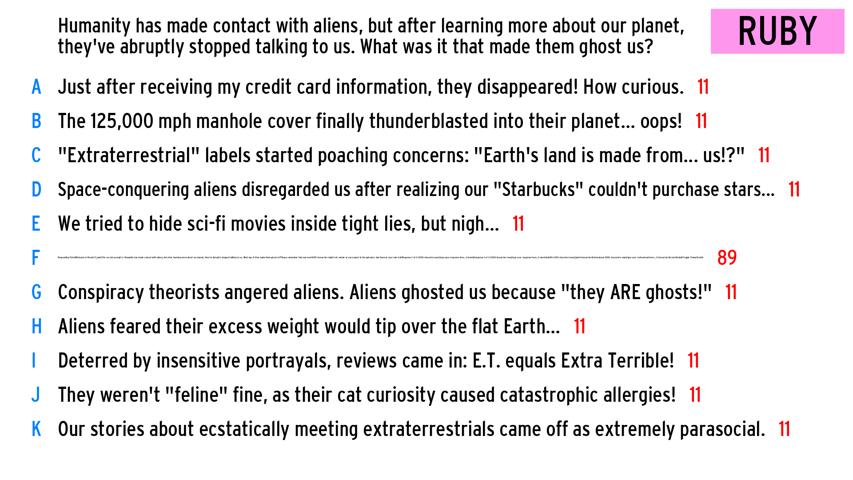 Humanity has made contact with aliens, but after learning more about our planet,
they've abruptly stopped talking to us. What was it that made them ghost us?
RUBY
A Just after receiving my credit card information, they disappeared! How curious. 11
B The 125,000 mph manhole cover finally thunderblasted into their planet... oops! 11
C "Extraterrestrial" labels started poaching concerns: "Earth's land is made from... us!?" 11
D Space-conquering aliens disregarded us after realizing our "Starbucks" couldn't purchase stars... 11
E We tried to hide sci-fi movies inside tight lies, but nigh... 11
F 89
G Conspiracy theorists angered aliens. Aliens ghosted us because "they ARE ghosts!" 11
H Aliens feared their excess weight would tip over the flat Earth... 11
I Deterred by insensitive portrayals, reviews came in: E.T. equals Extra Terrible! 11
J They weren't "feline" fine, as their cat curiosity caused catastrophic allergies! 11
K Our stories about ecstatically meeting extraterrestrials came off as extremely parasocial. 11